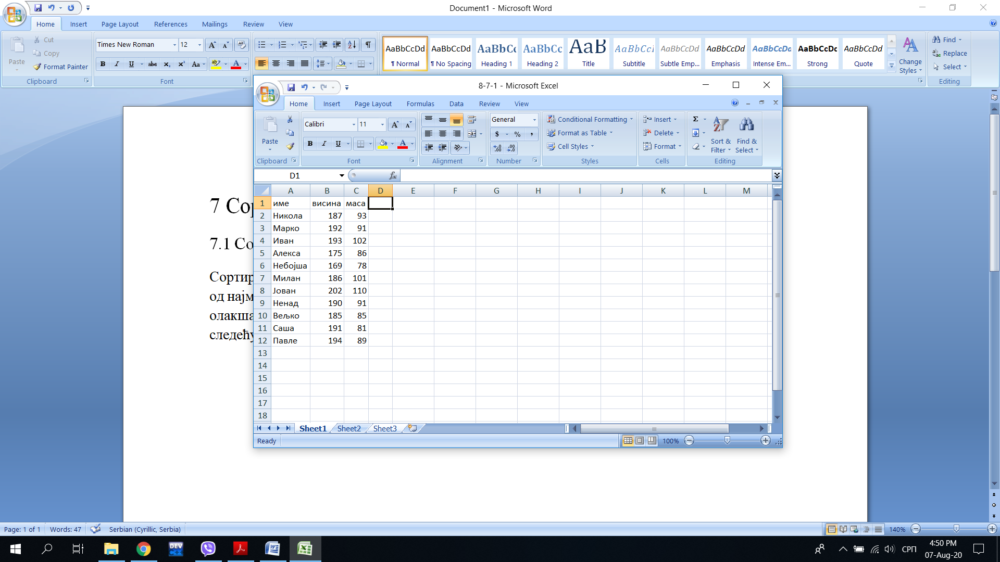 Document1 - Microsoft Word
Home Insert Page Layout References Mailings Review View
Paste Cut Copy Format Painter Clipboard
Times New Roman 12 Font
AaBbCcDd ¶ Normal
AaBbCcDd ¶ No Spacing
AaBbCc Heading 1
AaBbCc Heading 2
AaB Title
AaBbCcI Subtitle
AaBbCcDd Subtle Emp...
AaBbCcDd Emphasis
AaBbCcDd Intense Em...
AaBbCcDc Strong
AaBbCcDd Quote
Change Styles
Find Replace Select Editing
8-7-1 - Microsoft Excel
Home Insert Page Layout Formulas Data Review View
Paste Clipboard
Calibri 11 Font
Alignment
General $ % , Number
Conditional Formatting
Format as Table
Cell Styles
Styles
Insert Delete Format Cells
Σ Sort & Filter Find & Select Editing
D1 fx
A B C D E F G H I J K L M
1 име висина маса
2 Никола 187 93
3 Марко 192 91
4 Иван 193 102
5 Алекса 175 86
6 Небојша 169 78
7 Милан 186 101
8 Јован 202 110
9 Ненад 190 91
10 Вељко 185 85
11 Саша 191 81
12 Павле 194 89
13
14
15
16
17
18
Sheet1 Sheet2 Sheet3
Ready 100%
7 Сор
7.1 Со
Сортир
од најм
олакша
следећу
Page: 1 of 1 Words: 47 Serbian (Cyrillic, Serbia) 140%
DEV C++ СРП 4:50 PM
07-Aug-20